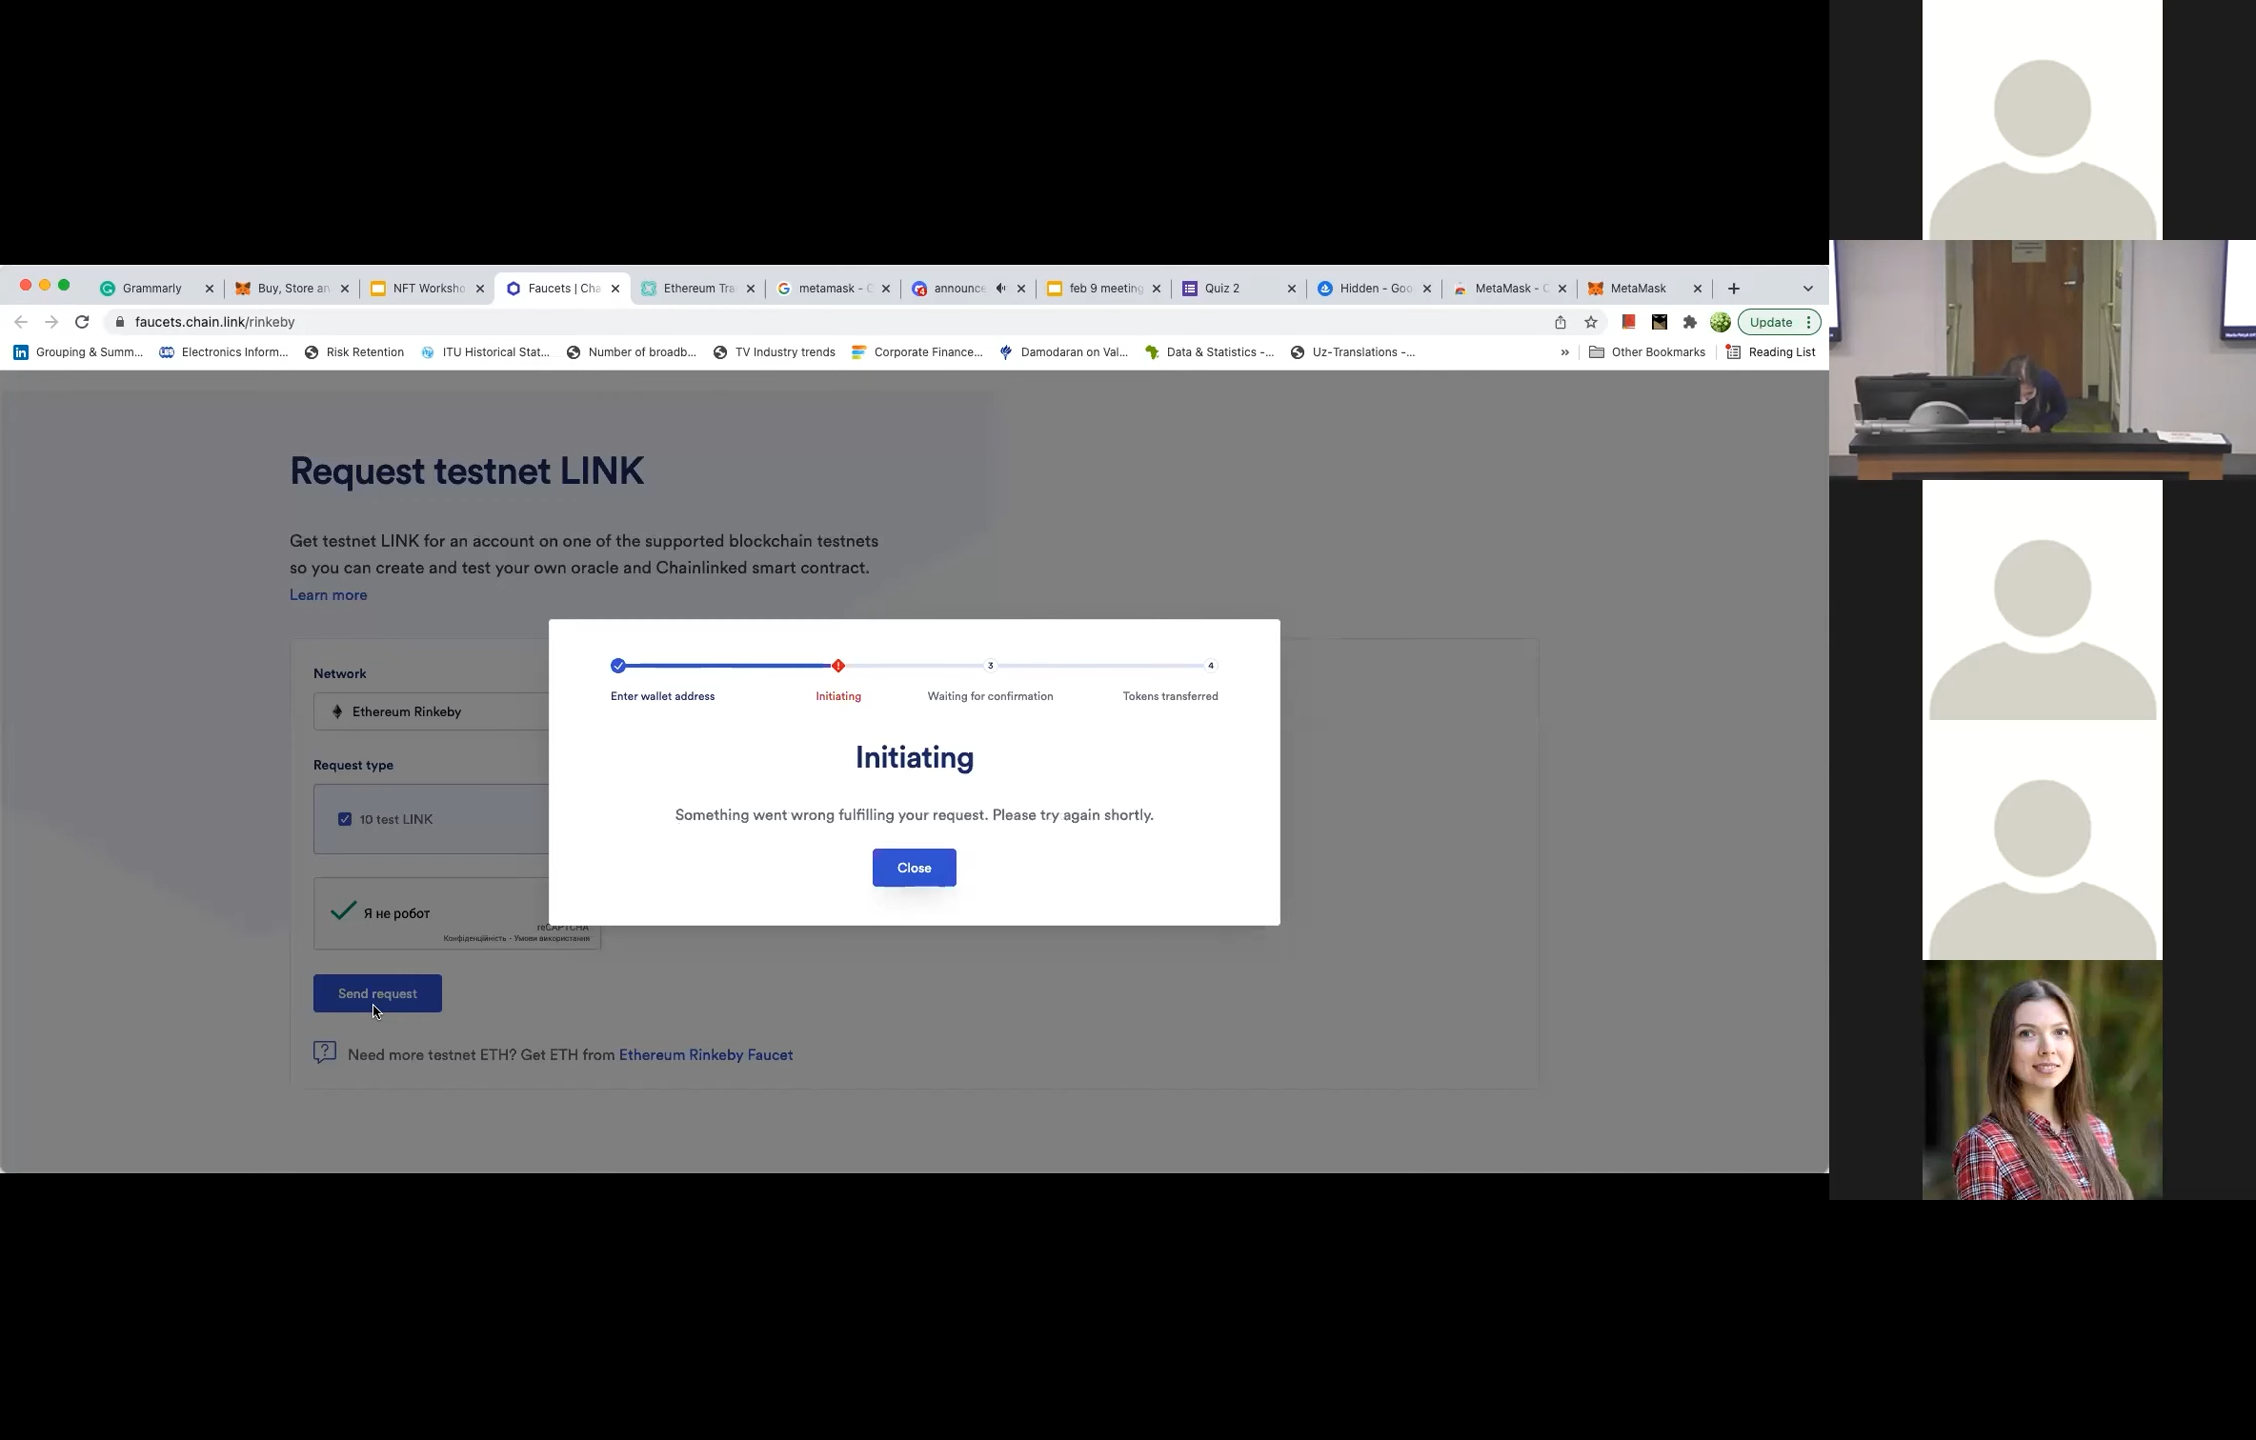 Grammarly
Buy, Store an
NFT Worksho
Faucets | Cha
Ethereum Tra
metamask - G
announce
feb 9 meeting
Quiz 2
Hidden - Goo
MetaMask - C
MetaMask
faucets.chain.link/rinkeby
Update
Grouping & Summ...
Electronics Inform...
Risk Retention
ITU Historical Stat...
Number of broadb...
TV Industry trends
Corporate Finance...
Damodaran on Val...
Data & Statistics -...
Uz-Translations -...
»
Other Bookmarks
Reading List
Request testnet LINK
Get testnet LINK for an account on one of the supported blockchain testnets
so you can create and test your own oracle and Chainlinked smart contract.
Learn more
Network
Ethereum Rinkeby
Request type
10 test LINK
Я не робот
reCAPTCHA
Конфіденційність - Умови використання
Send request
Need more testnet ETH? Get ETH from Ethereum Rinkeby Faucet
3
4
Enter wallet address
Initiating
Waiting for confirmation
Tokens transferred
Initiating
Something went wrong fulfilling your request. Please try again shortly.
Close